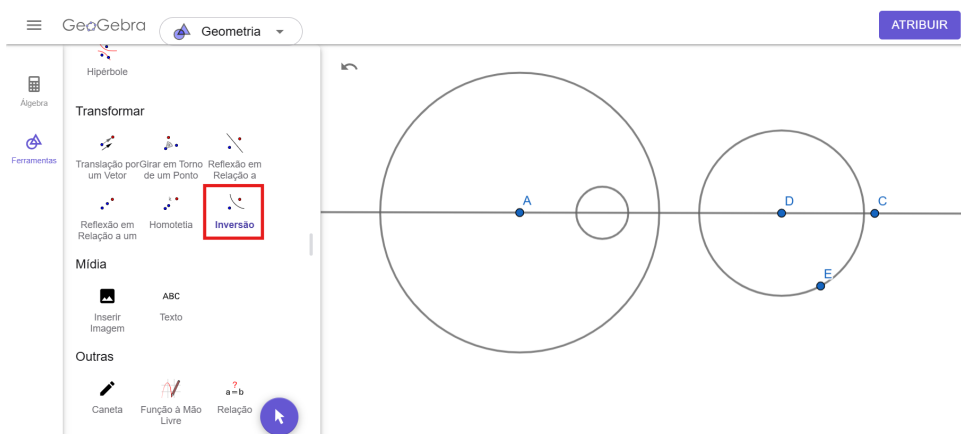 GeoGebra
Geometria
ATRIBUIR
Álgebra
Ferramentas
Hipérbole
Transformar
Translação por
um Vetor
Girar em Torno
de um Ponto
Reflexão em
Relação a
Reflexão em
Relação a um
Homotetia
Inversão
Mídia
ABC
Inserir
Imagem
Texto
Outras
?
a=b
Caneta
Função à Mão
Livre
Relação
A
D
C
E